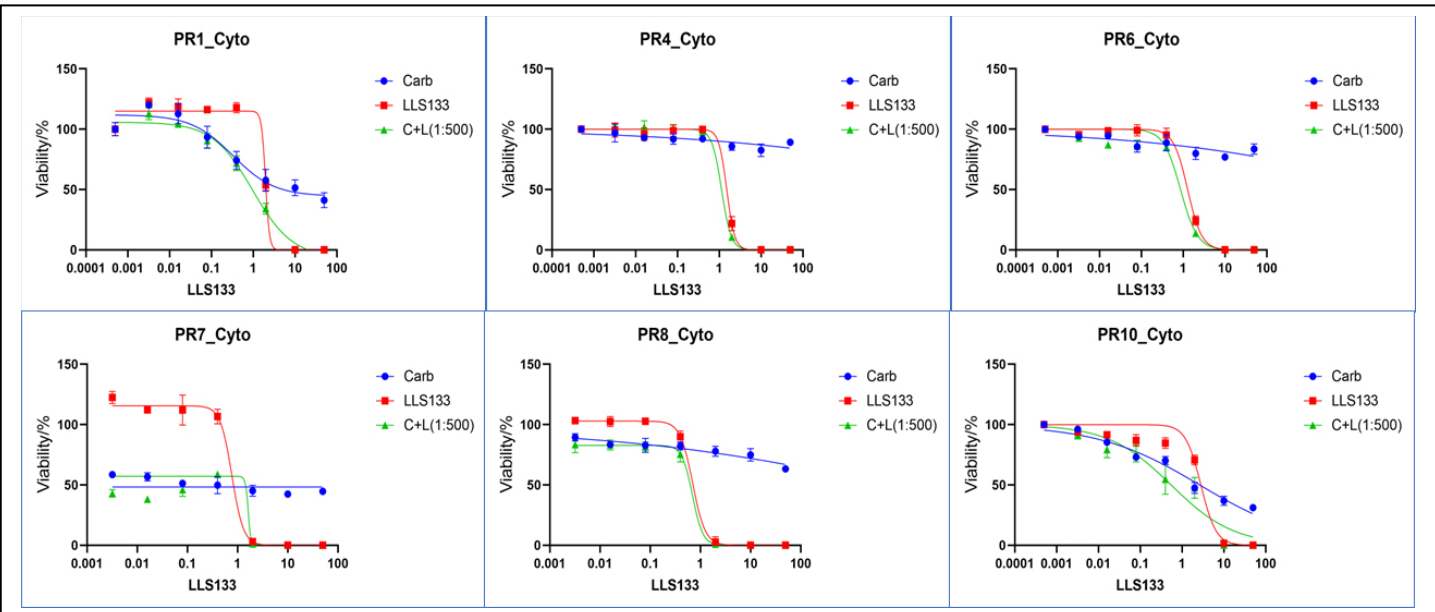 PR1_Cyto
150
100
50
0
Viability/%
0.0001 0.001 0.01 0.1 1 10 100
LLS133
Carb
LLS133
C+L(1:500)
PR4_Cyto
150
100
50
0
Viability/%
0.0001 0.001 0.01 0.1 1 10 100
LLS133
Carb
LLS133
C+L(1:500)
PR6_Cyto
150
100
50
0
Viability/%
0.0001 0.001 0.01 0.1 1 10 100
LLS133
Carb
LLS133
C+L(1:500)
PR7_Cyto
150
100
50
0
Viability/%
0.001 0.01 0.1 1 10 100
LLS133
Carb
LLS133
C+L(1:500)
PR8_Cyto
150
100
50
0
Viability/%
0.001 0.01 0.1 1 10 100
LLS133
Carb
LLS133
C+L(1:500)
PR10_Cyto
150
100
50
0
Viability/%
0.0001 0.001 0.01 0.1 1 10 100
LLS133
Carb
LLS133
C+L(1:500)